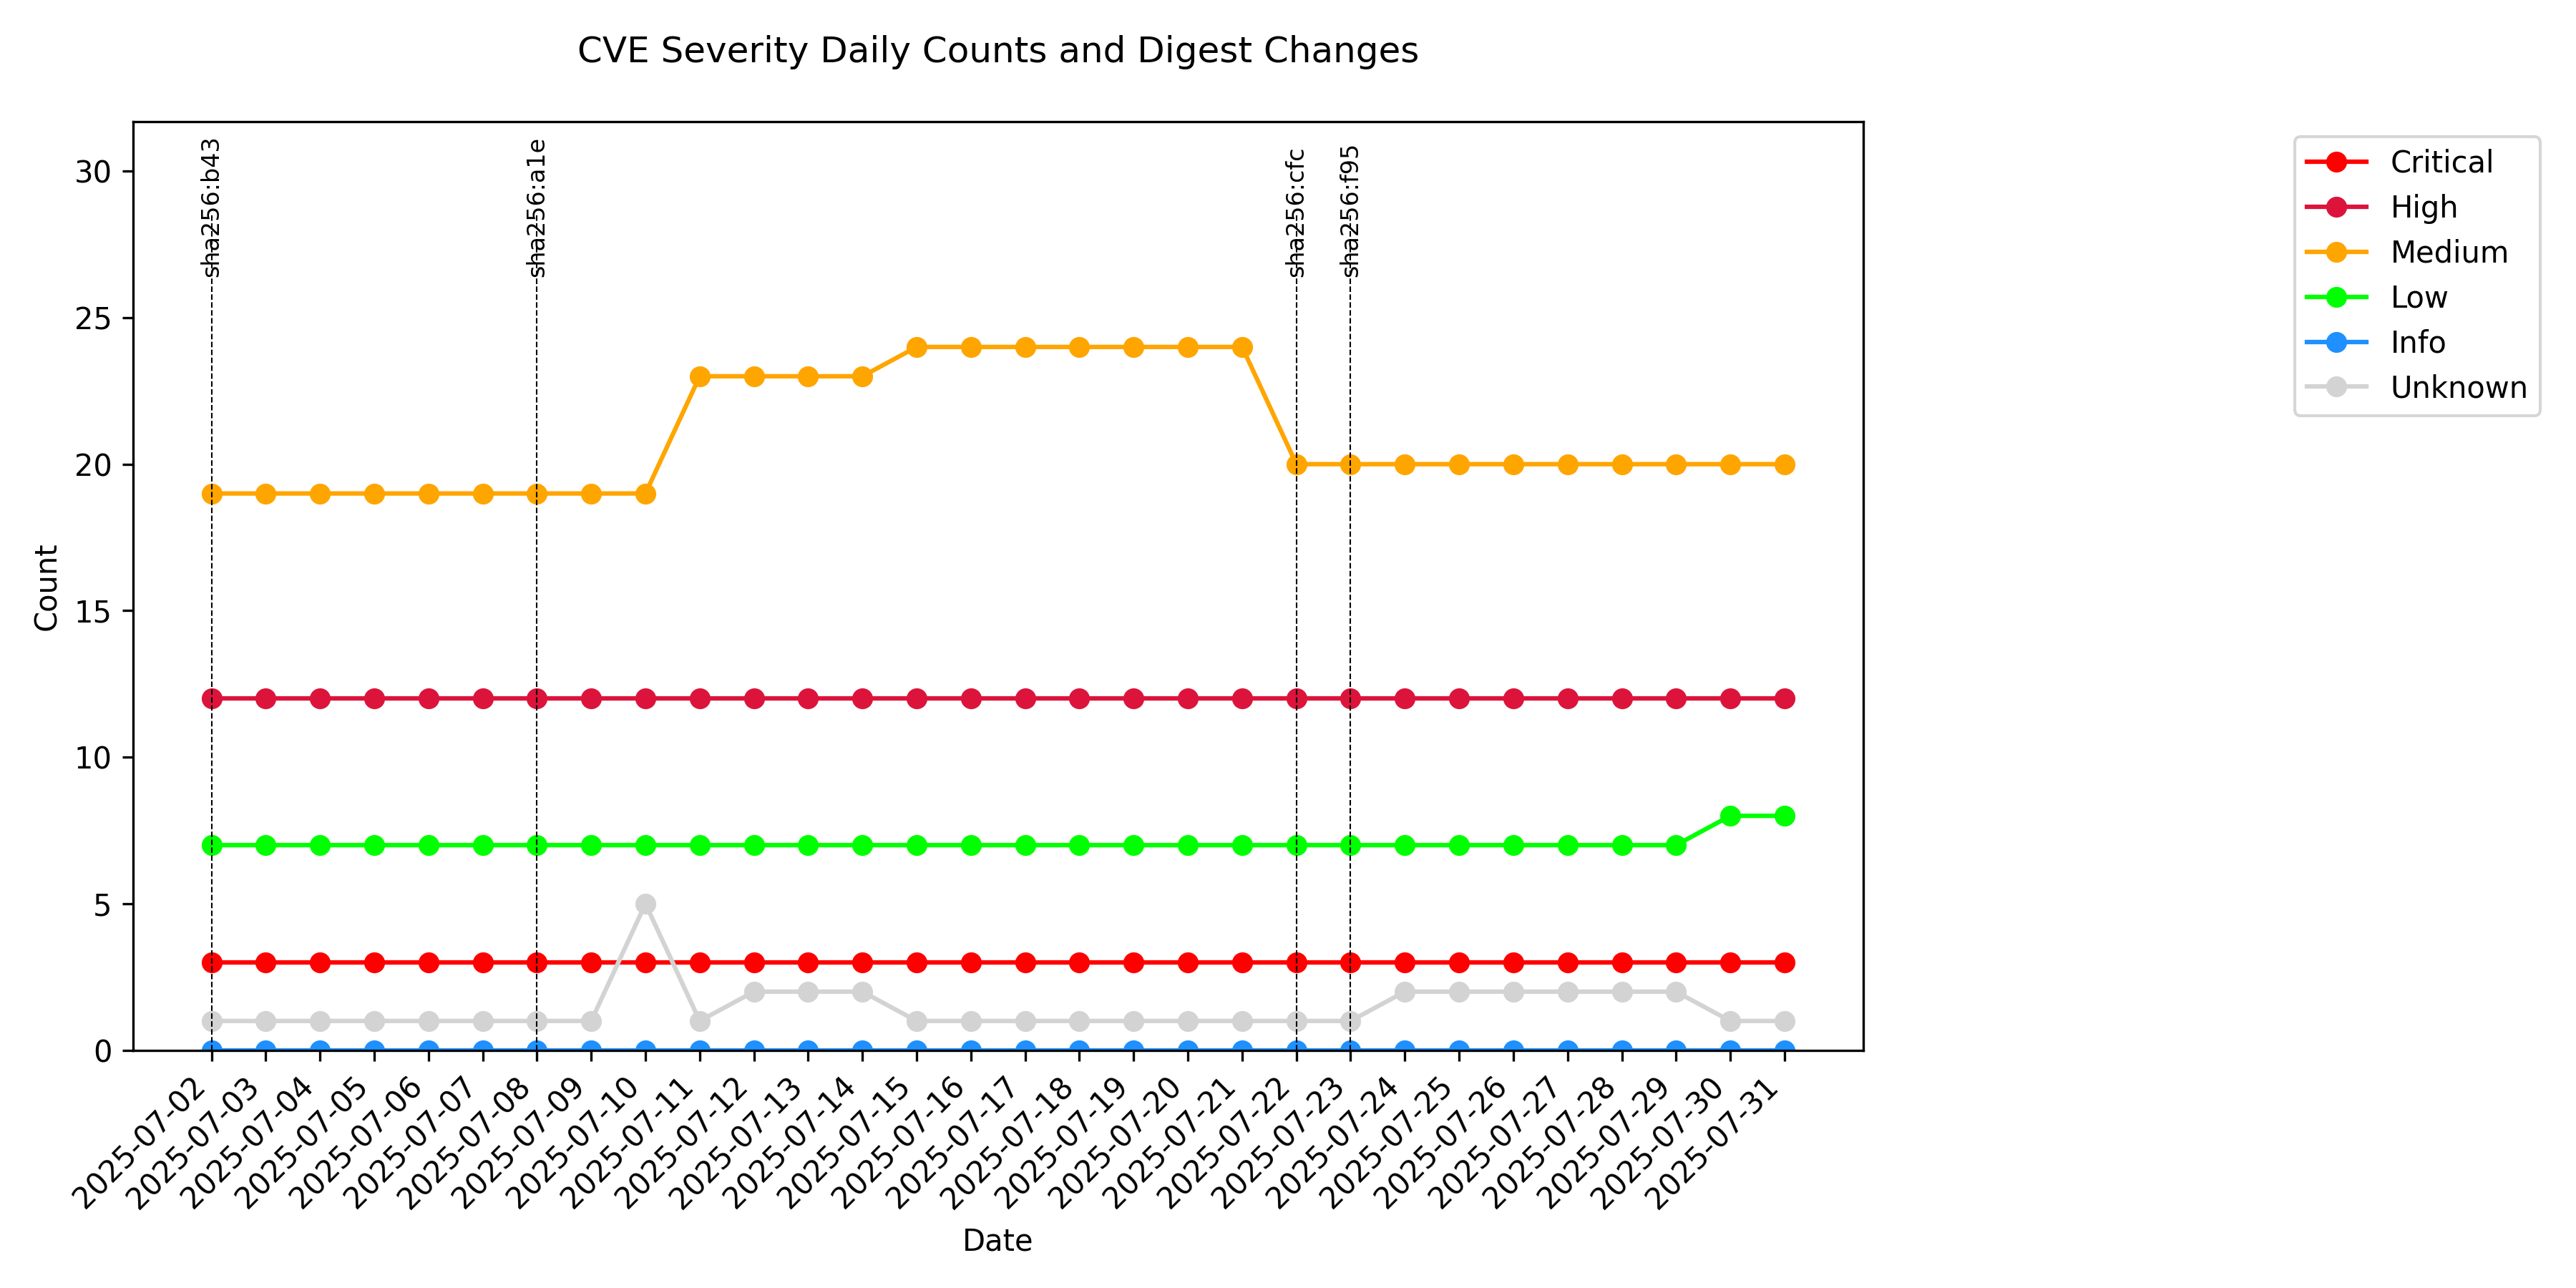 CVE Severity Daily Counts and Digest Changes
sha256:b43
sha256:a1e
sha256:cfc
sha256:f95
Critical
High
Medium
Low
Info
Unknown
Count
30
25
20
15
10
5
0
2025-07-02
2025-07-03
2025-07-04
2025-07-05
2025-07-06
2025-07-07
2025-07-08
2025-07-09
2025-07-10
2025-07-11
2025-07-12
2025-07-13
2025-07-14
2025-07-15
2025-07-16
2025-07-17
2025-07-18
2025-07-19
2025-07-20
2025-07-21
2025-07-22
2025-07-23
2025-07-24
2025-07-25
2025-07-26
2025-07-27
2025-07-28
2025-07-29
2025-07-30
2025-07-31
Date